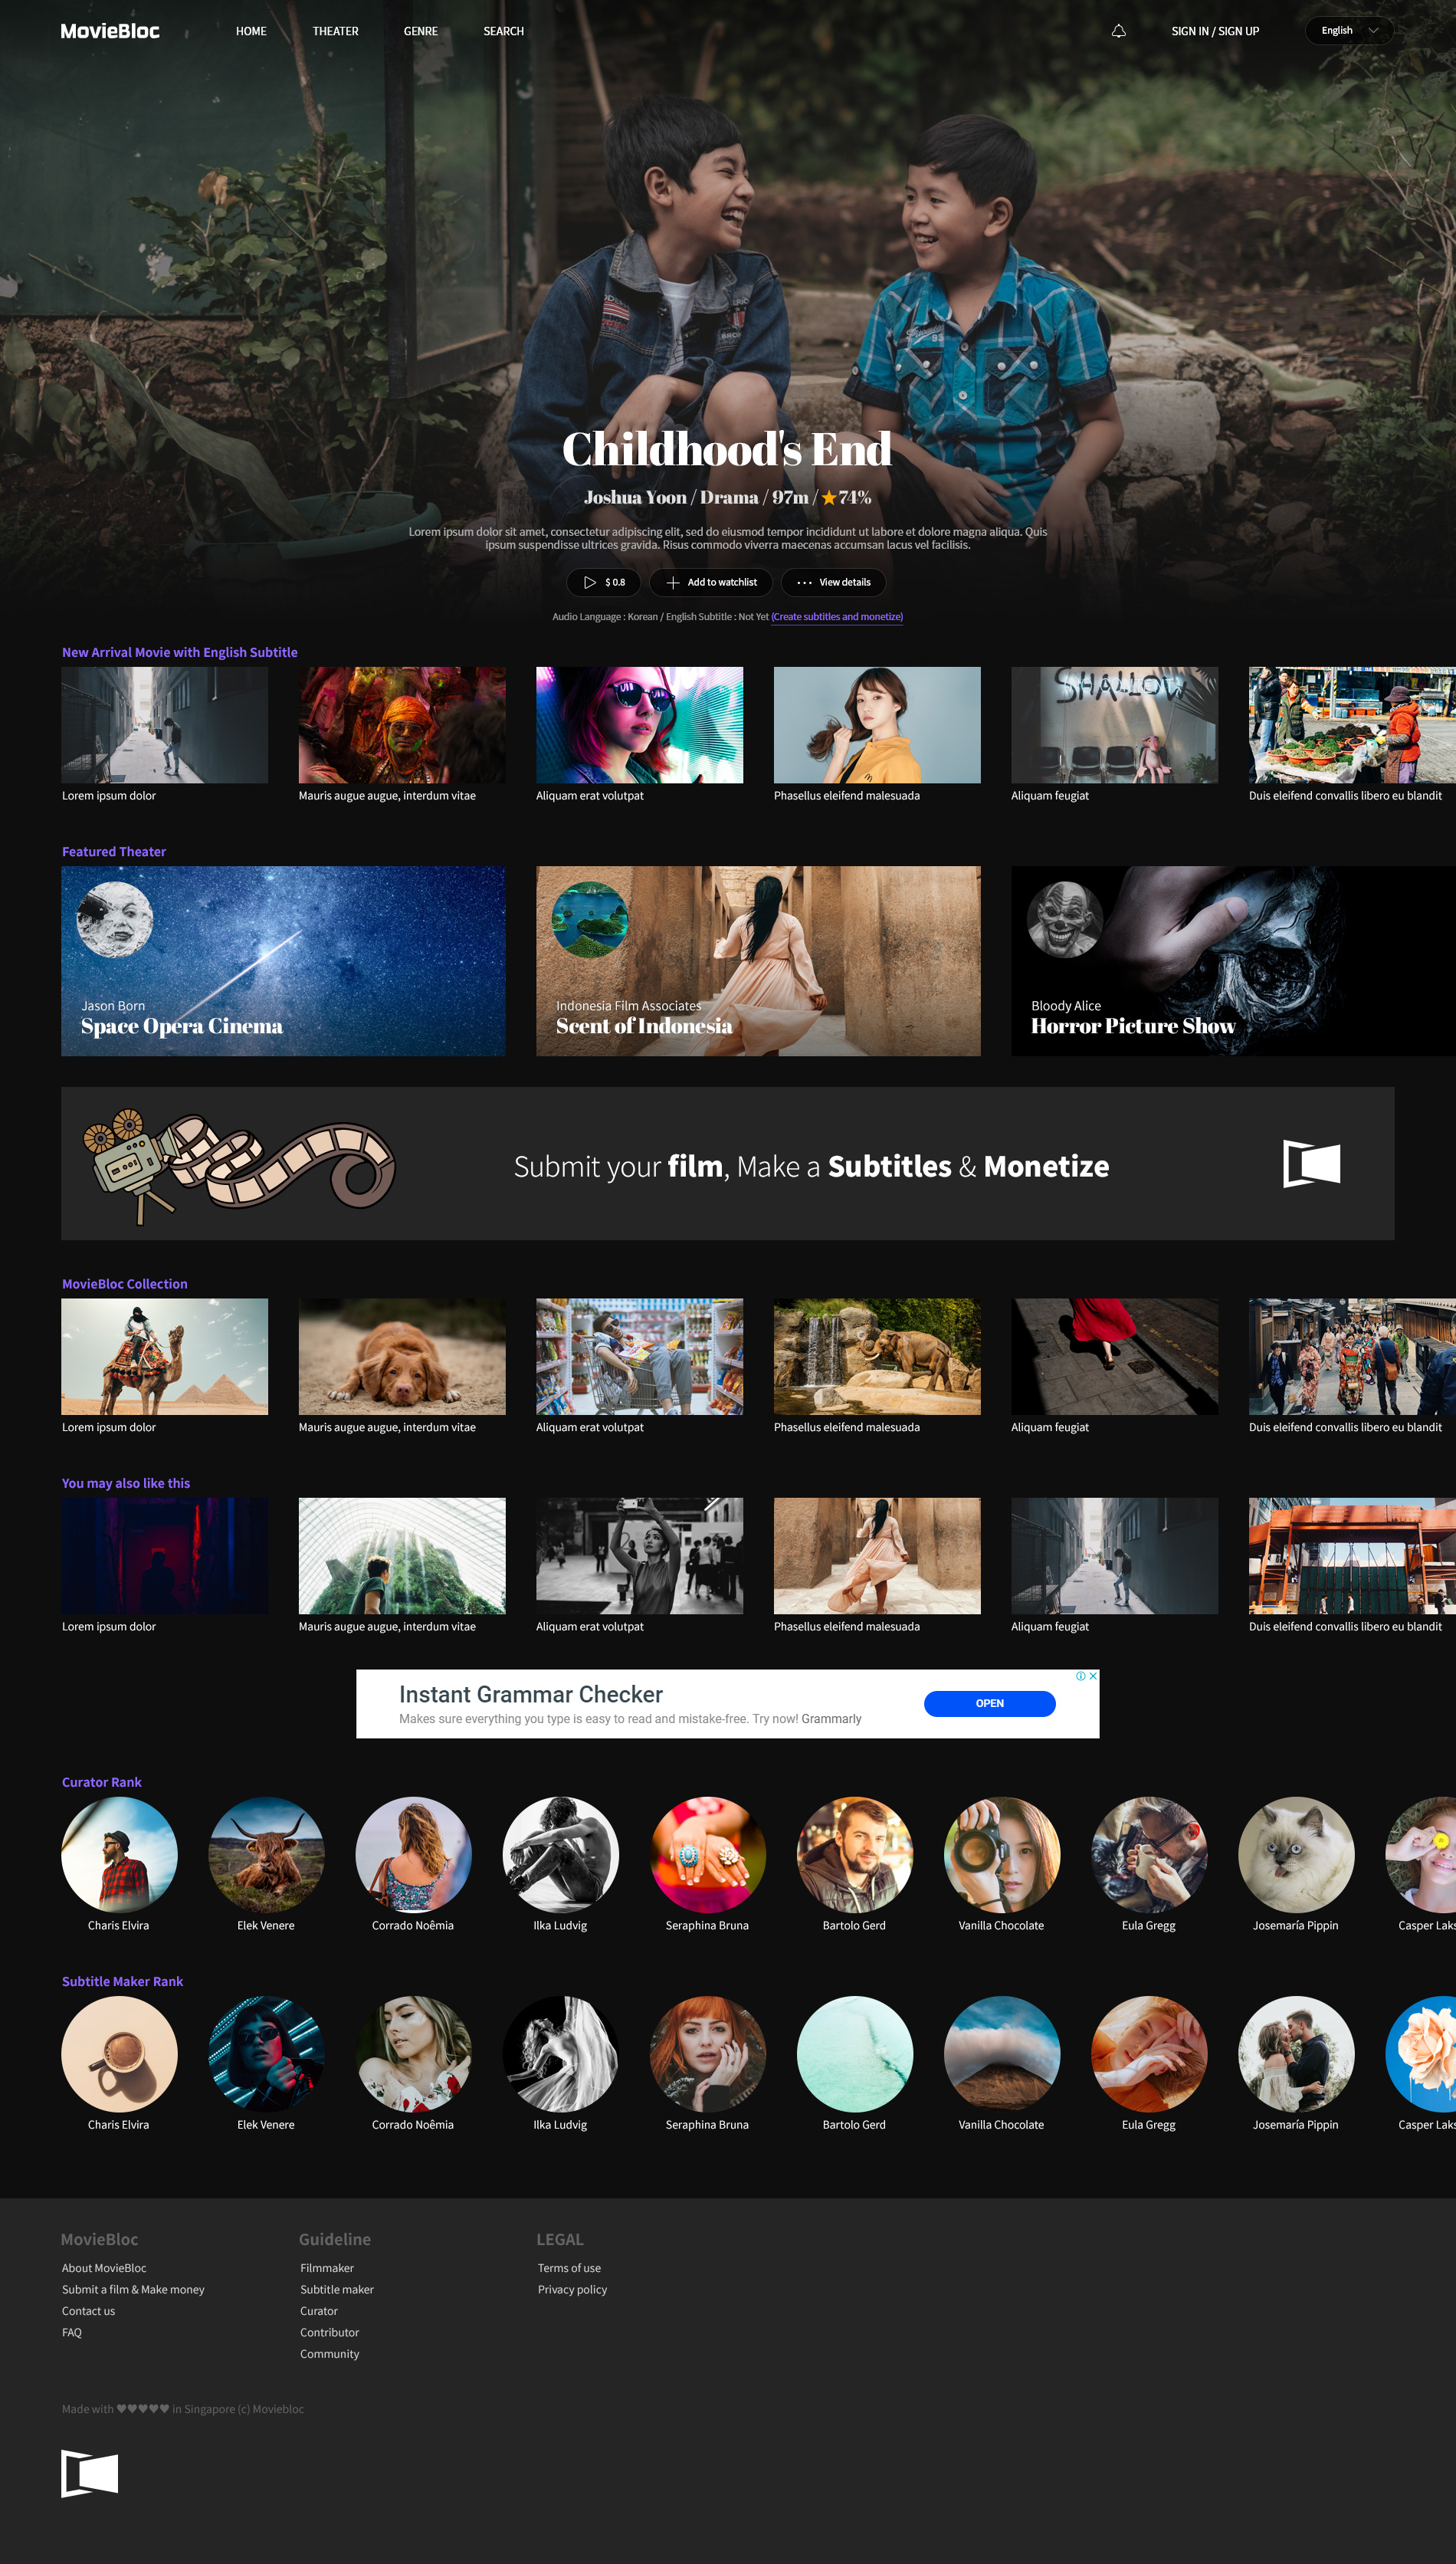 MovieBloc
HOME
THEATER
GENRE
SEARCH
SIGN IN / SIGN UP
English
Childhood's End
Joshua Yoon / Drama / 97m / ★74%
Lorem ipsum dolor sit amet, consectetur adipiscing elit, sed do eiusmod tempor incididunt ut labore et dolore magna aliqua. Quis
ipsum suspendisse ultrices gravida. Risus commodo viverra maecenas accumsan lacus vel facilisis.
$ 0.8
Add to watchlist
View details
Audio Language : Korean / English Subtitle : Not Yet (Create subtitles and monetize)
New Arrival Movie with English Subtitle
SHALLOW
Lorem ipsum dolor
Mauris augue augue, interdum vitae
Aliquam erat volutpat
Phasellus eleifend malesuada
Aliquam feugiat
Duis eleifend convallis libero eu blandit
Featured Theater
Jason Born
Space Opera Cinema
Indonesia Film Associates
Scent of Indonesia
Bloody Alice
Horror Picture Show
Submit your film, Make a Subtitles & Monetize
MovieBloc Collection
Lorem ipsum dolor
Mauris augue augue, interdum vitae
Aliquam erat volutpat
Phasellus eleifend malesuada
Aliquam feugiat
Duis eleifend convallis libero eu blandit
You may also like this
Lorem ipsum dolor
Mauris augue augue, interdum vitae
Aliquam erat volutpat
Phasellus eleifend malesuada
Aliquam feugiat
Duis eleifend convallis libero eu blandit
Instant Grammar Checker
Makes sure everything you type is easy to read and mistake-free. Try now! Grammarly
OPEN
Curator Rank
Charis Elvira
Elek Venere
Corrado Noêmia
Ilka Ludvig
Seraphina Bruna
Bartolo Gerd
Vanilla Chocolate
Eula Gregg
Josemaría Pippin
Casper Laks
Subtitle Maker Rank
Charis Elvira
Elek Venere
Corrado Noêmia
Ilka Ludvig
Seraphina Bruna
Bartolo Gerd
Vanilla Chocolate
Eula Gregg
Josemaría Pippin
Casper Laks
MovieBloc
About MovieBloc
Submit a film & Make money
Contact us
FAQ
Guideline
Filmmaker
Subtitle maker
Curator
Contributor
Community
LEGAL
Terms of use
Privacy policy
Made with ♥♥♥♥♥ in Singapore (c) Moviebloc